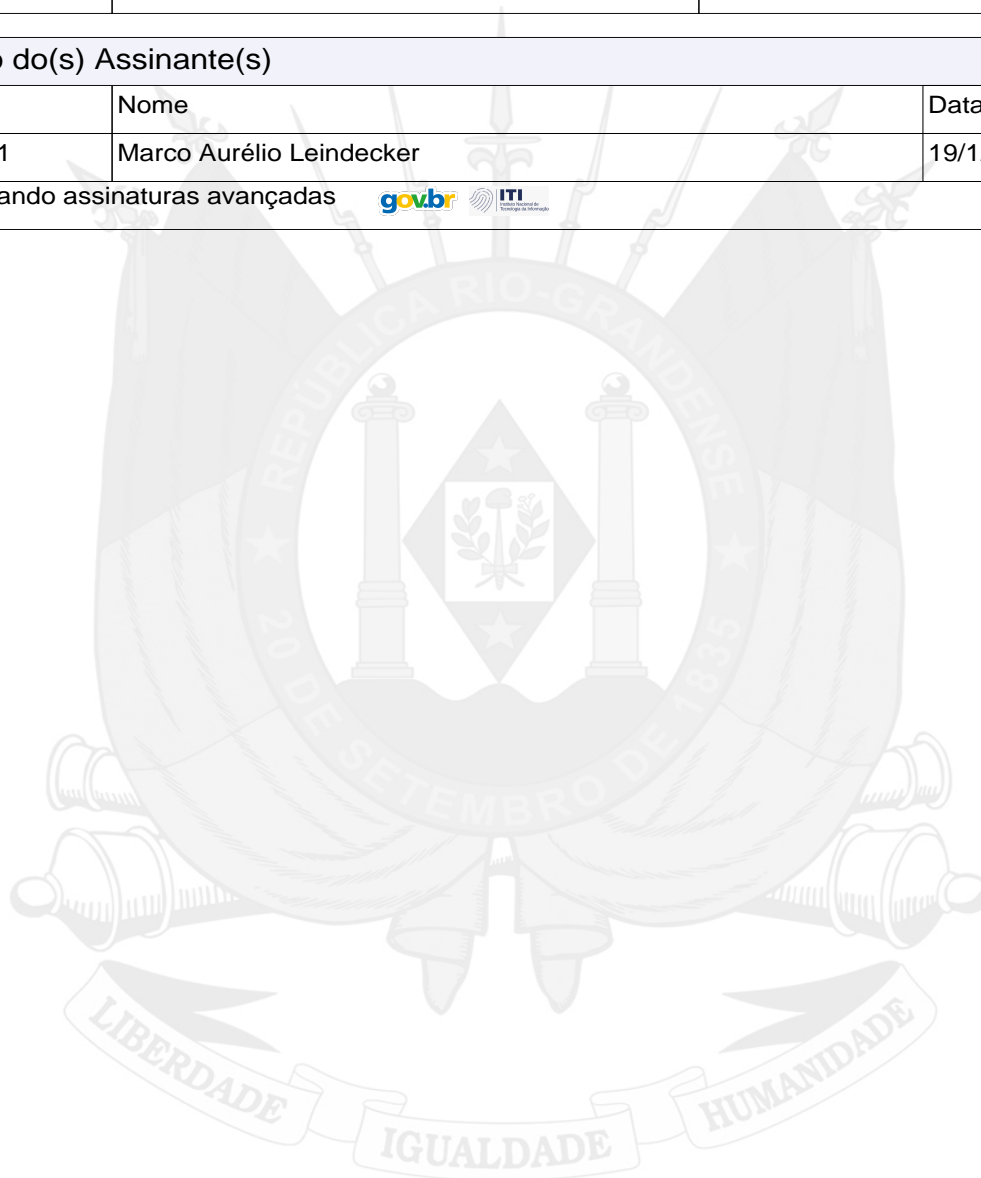 do(s) Assinante(s)
Nome Data
1 Marco Aurélio Leindecker 19/1
assinaturas avançadas gov.br ITI
REPÚBLICA RIO-GRANDENSE
20 DE SETEMBRO DE 1835
LIBERDADE IGUALDADE HUMANIDADE